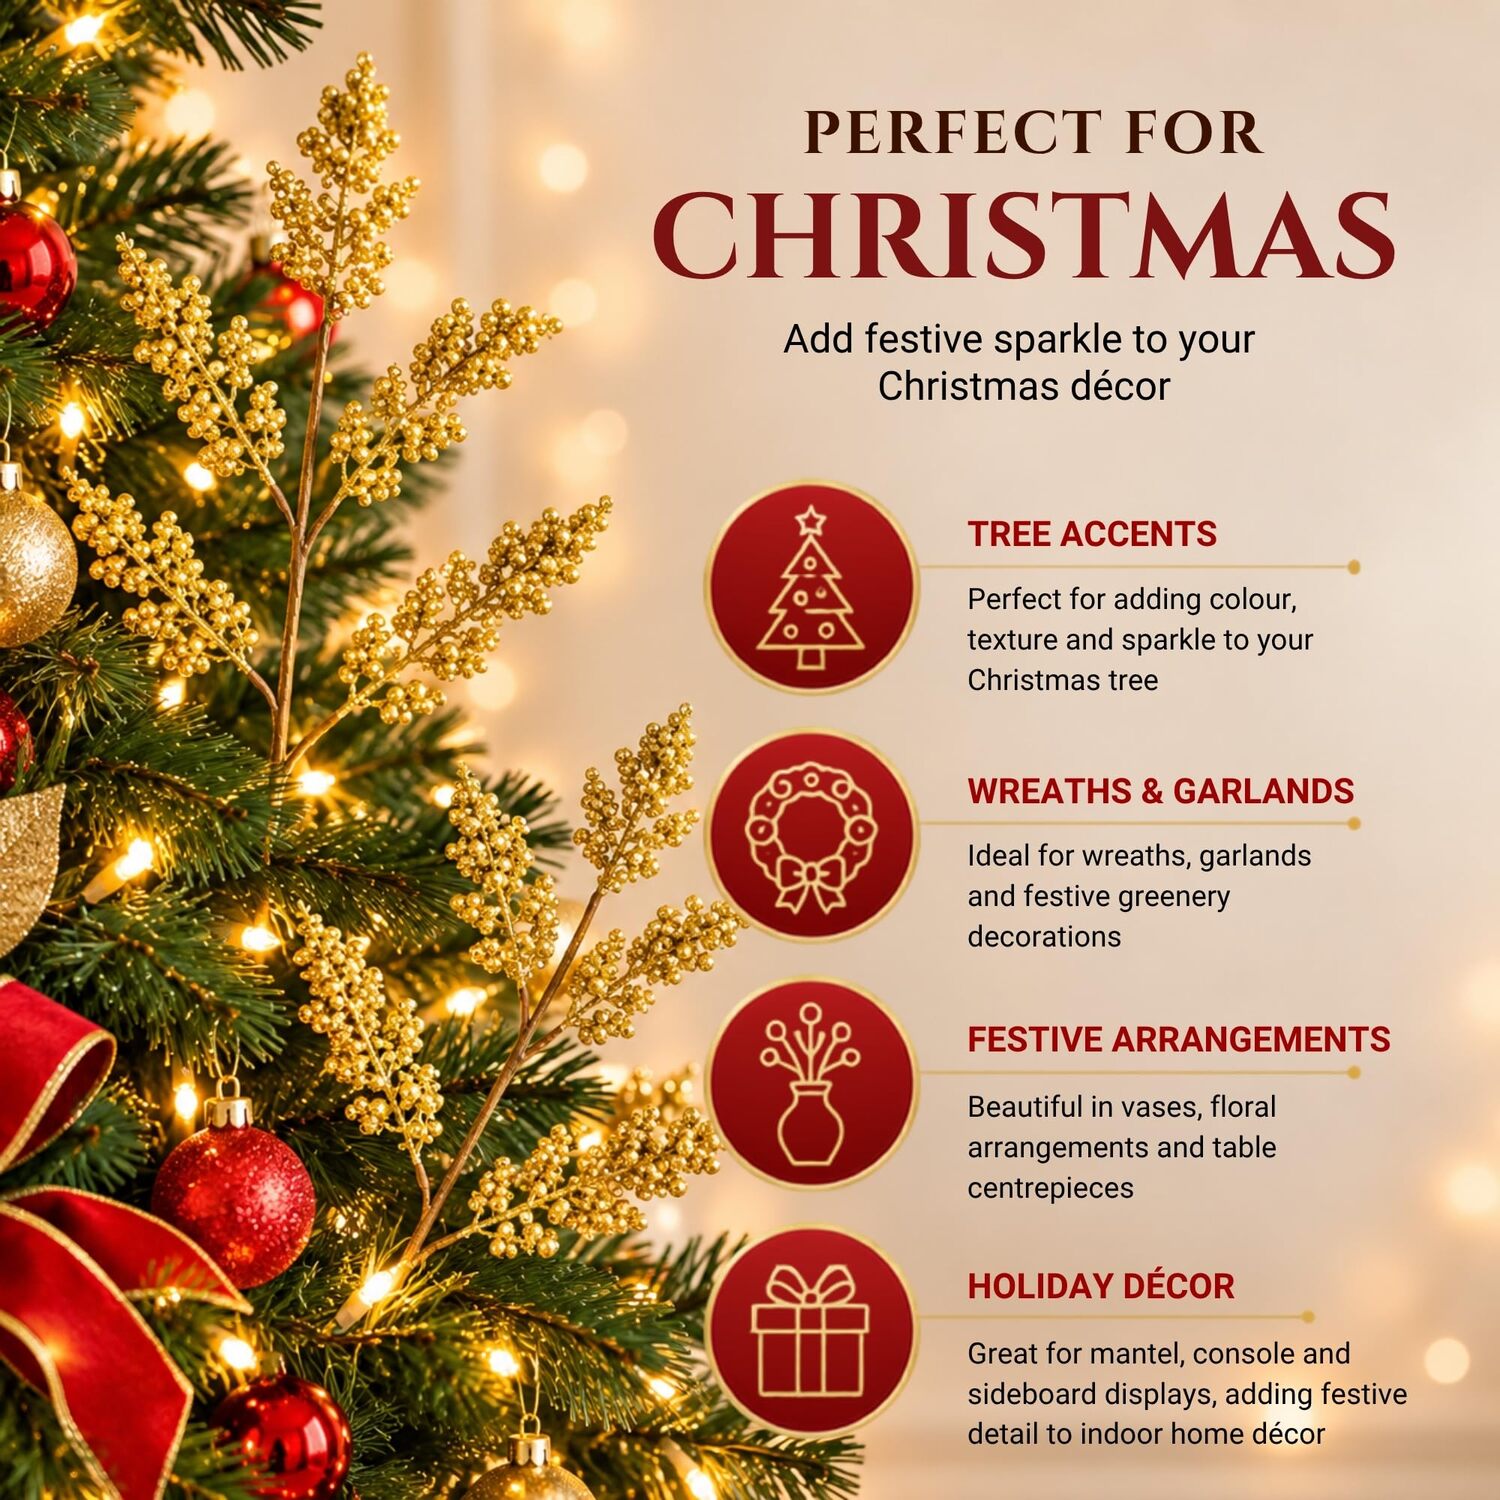 PERFECT FOR
CHRISTMAS
Add festive sparkle to your
Christmas décor
TREE ACCENTS
Perfect for adding colour,
texture and sparkle to your
Christmas tree
WREATHS & GARLANDS
Ideal for wreaths, garlands
and festive greenery
decorations
FESTIVE ARRANGEMENTS
Beautiful in vases, floral
arrangements and table
centrepieces
HOLIDAY DÉCOR
Great for mantel, console and
sideboard displays, adding festive
detail to indoor home décor